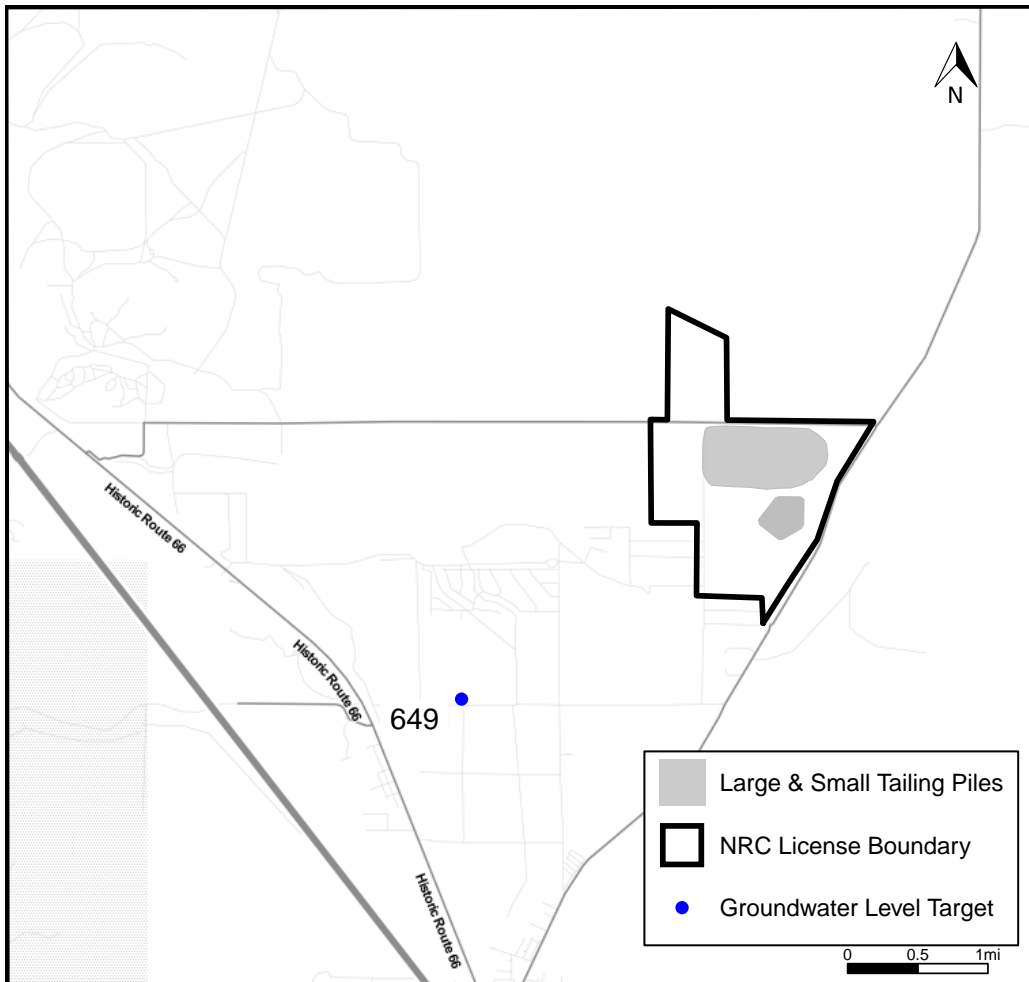 N
Historic Route 66
Historic Route 66
649
Historic Route 66
Large & Small Tailing Piles
NRC License Boundary
Groundwater Level Target
0 0.5 1mi